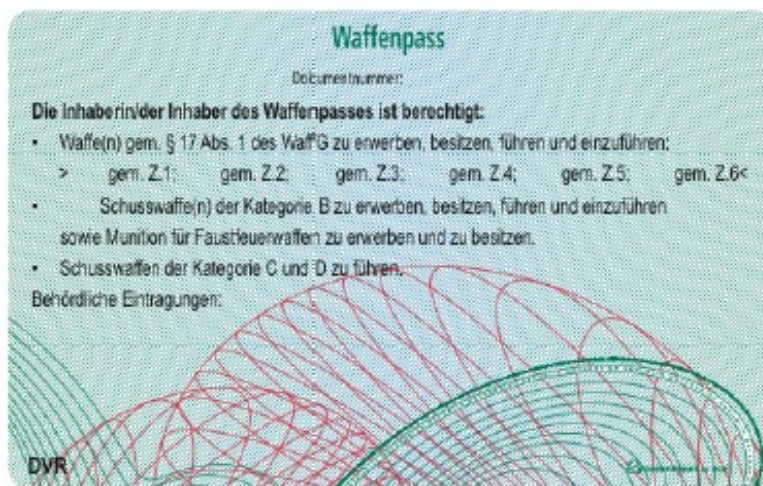 Waffenpass
Documentnummer:
Die Inhaberin/der Inhaber des Waffenpasses ist berechtigt:
• Waffe(n) gem. § 17 Abs. 1 des WaffG zu erwerben, besitzen, führen und einzuführen:
> gem. Z.1; gem. Z.2; gem. Z.3; gem. Z.4; gem. Z.5; gem. Z.6<
• Schusswaffe(n) der Kategorie B zu erwerben, besitzen, führen und einzuführen
sowie Munition für Faustfeuerwaffen zu erwerben und zu besitzen.
• Schusswaffen der Kategorie C und D zu führen.
Behördliche Eintragungen:
DVR